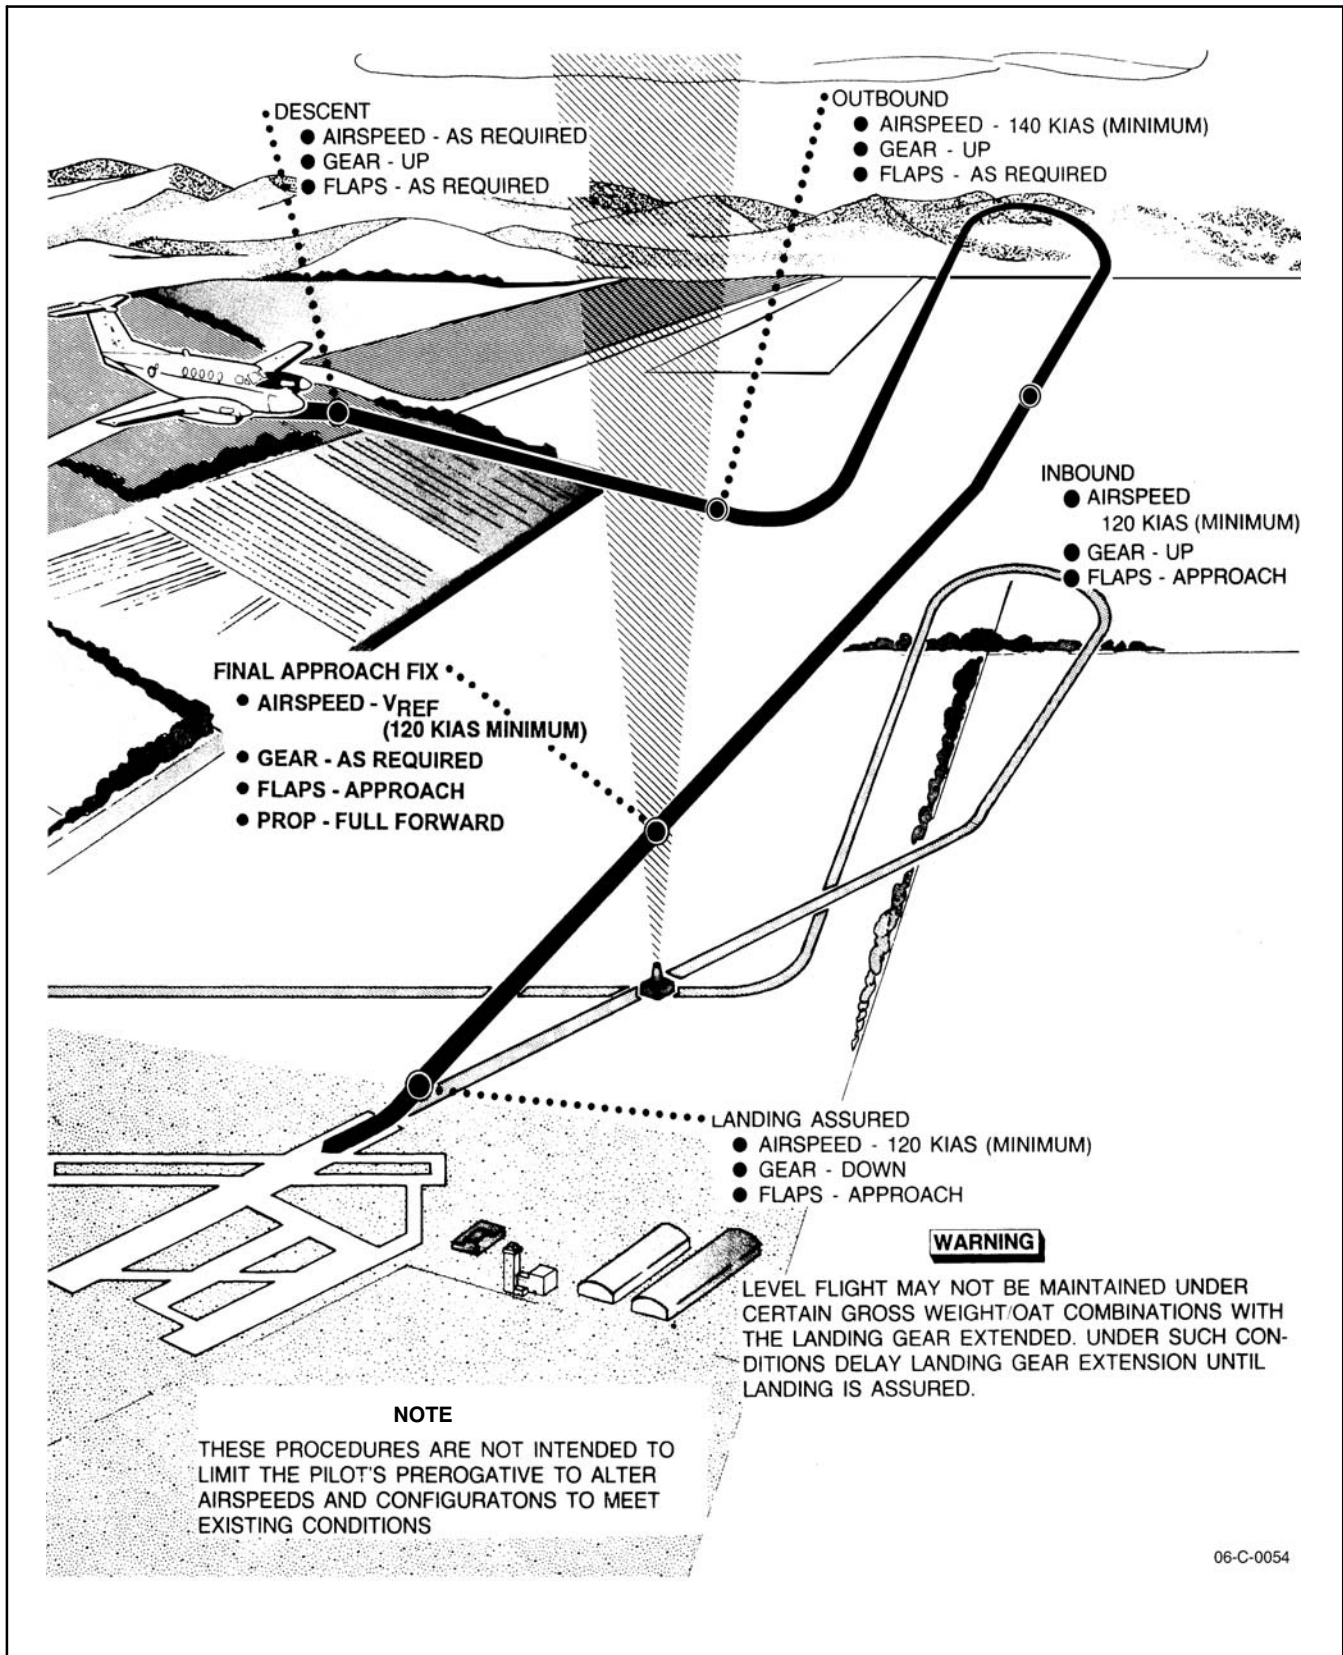 DESCENT
● AIRSPEED - AS REQUIRED
● GEAR - UP
● FLAPS - AS REQUIRED
OUTBOUND
● AIRSPEED - 140 KIAS (MINIMUM)
● GEAR - UP
● FLAPS - AS REQUIRED
INBOUND
● AIRSPEED
120 KIAS (MINIMUM)
● GEAR - UP
● FLAPS - APPROACH
FINAL APPROACH FIX
● AIRSPEED - VREF
(120 KIAS MINIMUM)
● GEAR - AS REQUIRED
● FLAPS - APPROACH
● PROP - FULL FORWARD
LANDING ASSURED
● AIRSPEED - 120 KIAS (MINIMUM)
● GEAR - DOWN
● FLAPS - APPROACH
WARNING
LEVEL FLIGHT MAY NOT BE MAINTAINED UNDER
CERTAIN GROSS WEIGHT/OAT COMBINATIONS WITH
THE LANDING GEAR EXTENDED. UNDER SUCH CON-
DITIONS DELAY LANDING GEAR EXTENSION UNTIL
LANDING IS ASSURED.
NOTE
THESE PROCEDURES ARE NOT INTENDED TO
LIMIT THE PILOT'S PREROGATIVE TO ALTER
AIRSPEEDS AND CONFIGURATONS TO MEET
EXISTING CONDITIONS
06-C-0054